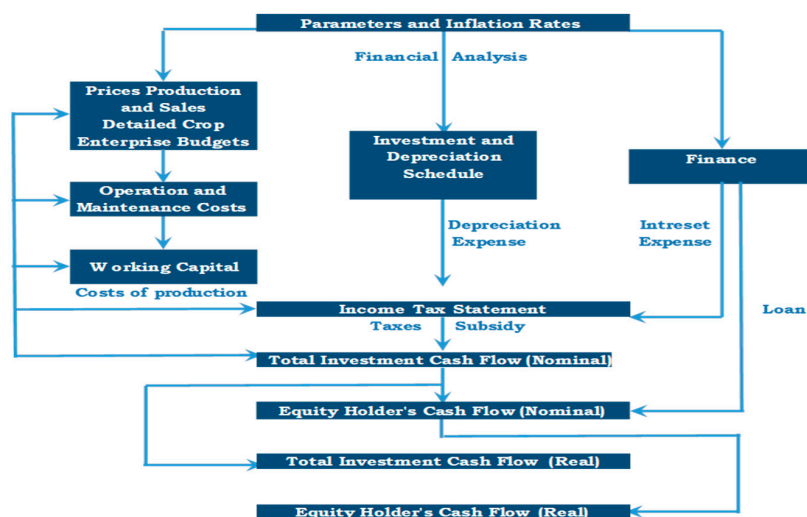 Parameters and Inflation Rates
Financial Analysis
Prices Production
and Sales
Detailed Crop
Enterprise Budgets
Investment and
Depreciation
Schedule
Finance
Operation and
Maintenance Costs
Depreciation
Expense
Intreset
Expense
Working Capital
Costs of production
Income Tax Statement
Loan
Taxes Subsidy
Total Investment Cash Flow (Nominal)
Equity Holder's Cash Flow (Nominal)
Total Investment Cash Flow (Real)
Equity Holder's Cash Flow (Real)